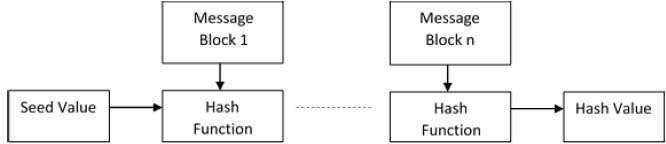 Message
Block 1
Message
Block n
Seed Value
Hash
Function
Hash
Function
Hash Value